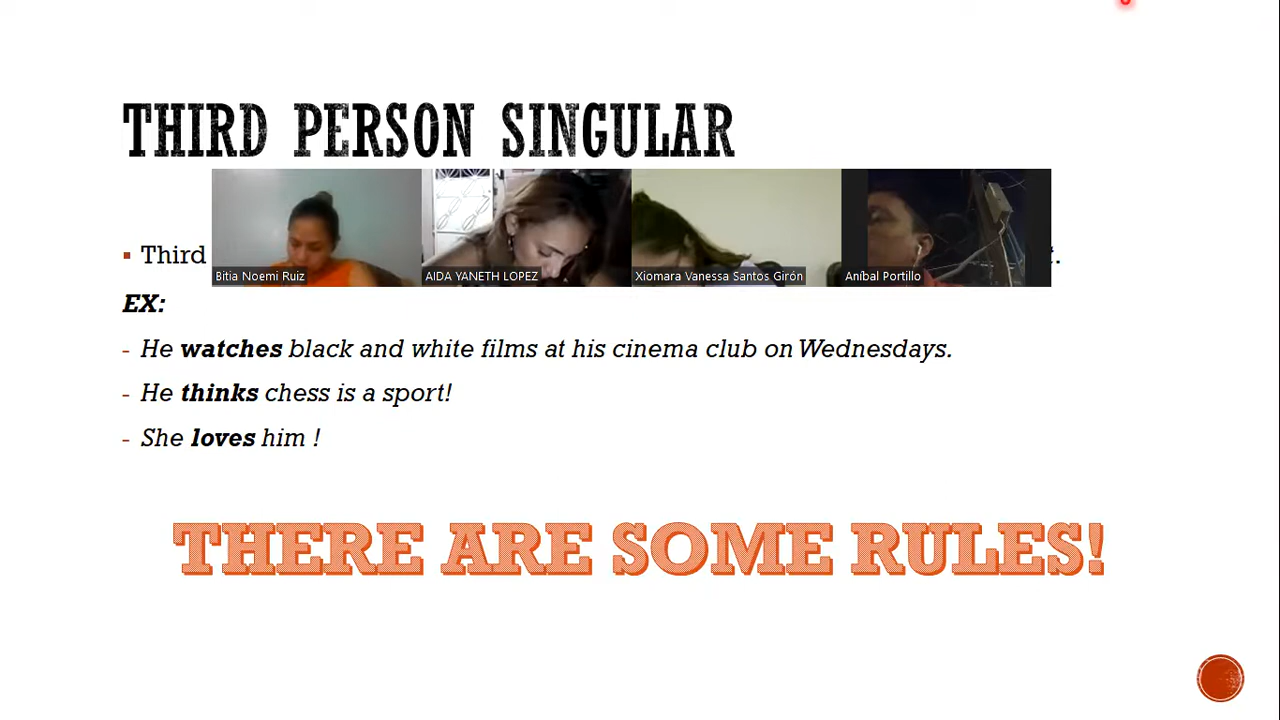 THIRD PERSON SINGULAR
Third
Bitia Noemi Ruiz
AIDA YANETH LOPEZ
Xiomara Vanessa Santos Girón
Aníbal Portillo
EX:
- He watches black and white films at his cinema club on Wednesdays.
- He thinks chess is a sport!
- She loves him !
THERE ARE SOME RULES!